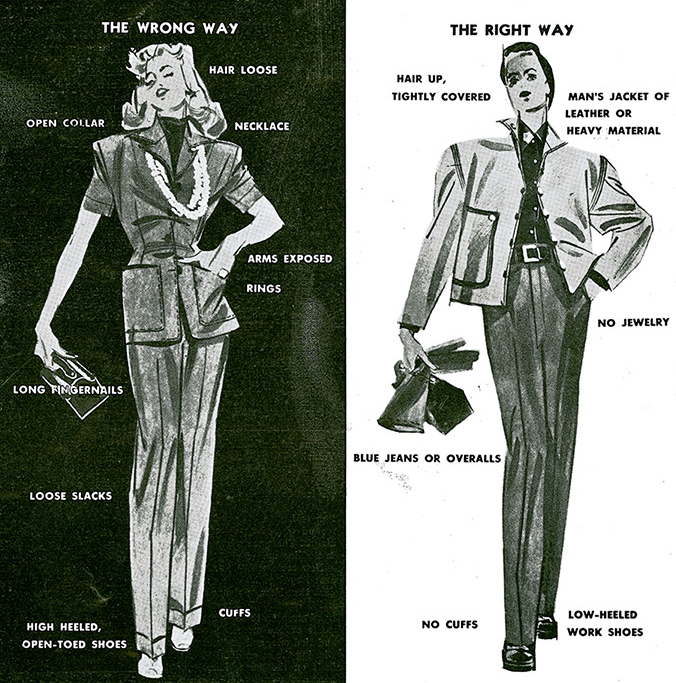 THE WRONG WAY
HAIR LOOSE
OPEN COLLAR
NECKLACE
ARMS EXPOSED
RINGS
LONG FINGERNAILS
LOOSE SLACKS
CUFFS
HIGH HEELED,
OPEN-TOED SHOES
THE RIGHT WAY
HAIR UP,
TIGHTLY COVERED
MAN'S JACKET OF
LEATHER OR
HEAVY MATERIAL
NO JEWELRY
BLUE JEANS OR OVERALLS
NO CUFFS
LOW-HEELED
WORK SHOES